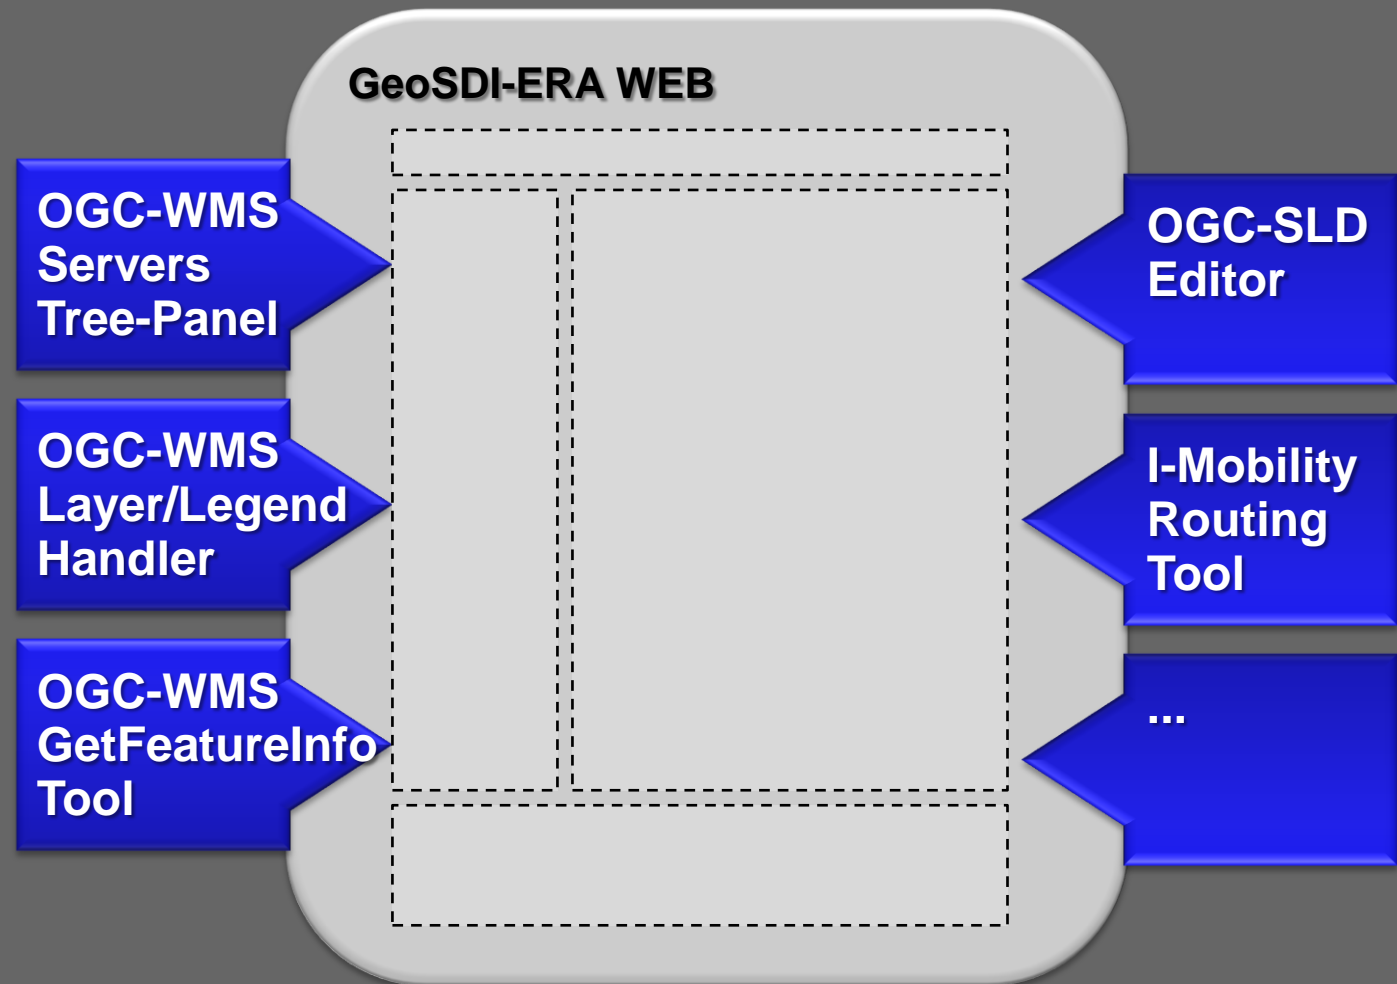 GeoSDI-ERA WEB
OGC-WMS
Servers
Tree-Panel
OGC-WMS
Layer/Legend
Handler
OGC-WMS
GetFeatureInfo
Tool
OGC-SLD
Editor
I-Mobility
Routing
Tool
...